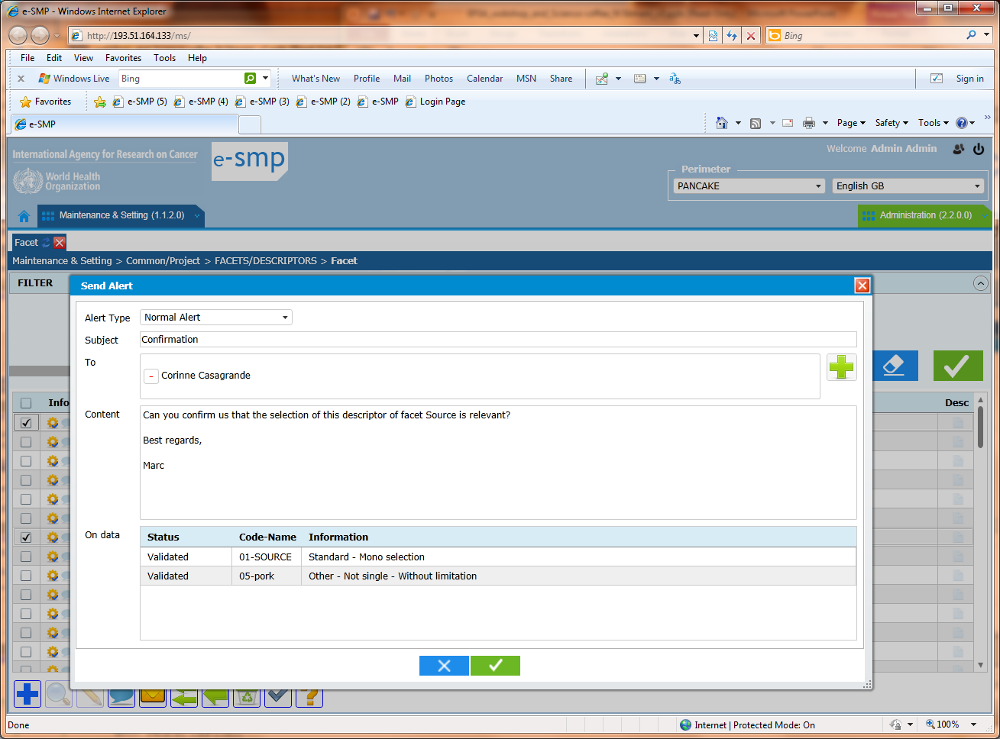 e-SMP - Windows Internet Explorer
http://193.51.164.133/ms/
Bing
File Edit View Favorites Tools Help
x Windows Live Bing What's New Profile Mail Photos Calendar MSN Share Sign in
Favorites e-SMP (5) e-SMP (4) e-SMP (3) e-SMP (2) e-SMP Login Page
e-SMP Page Safety Tools
International Agency for Research on Cancer
World Health
Organization
e-smp
Welcome Admin Admin
Perimeter
PANCAKE English GB
Maintenance & Setting (1.1.2.0) Administration (2.2.0.0)
Facet
Maintenance & Setting > Common/Project > FACETS/DESCRIPTORS > Facet
FILTER
Send Alert
Alert Type Normal Alert
Subject Confirmation
To
- Corinne Casagrande
Info Desc
Content Can you confirm us that the selection of this descriptor of facet Source is relevant?
Best regards,
Marc
On data Status Code-Name Information
Validated 01-SOURCE Standard - Mono selection
Validated 05-pork Other - Not single - Without limitation
Done Internet | Protected Mode: On 100%